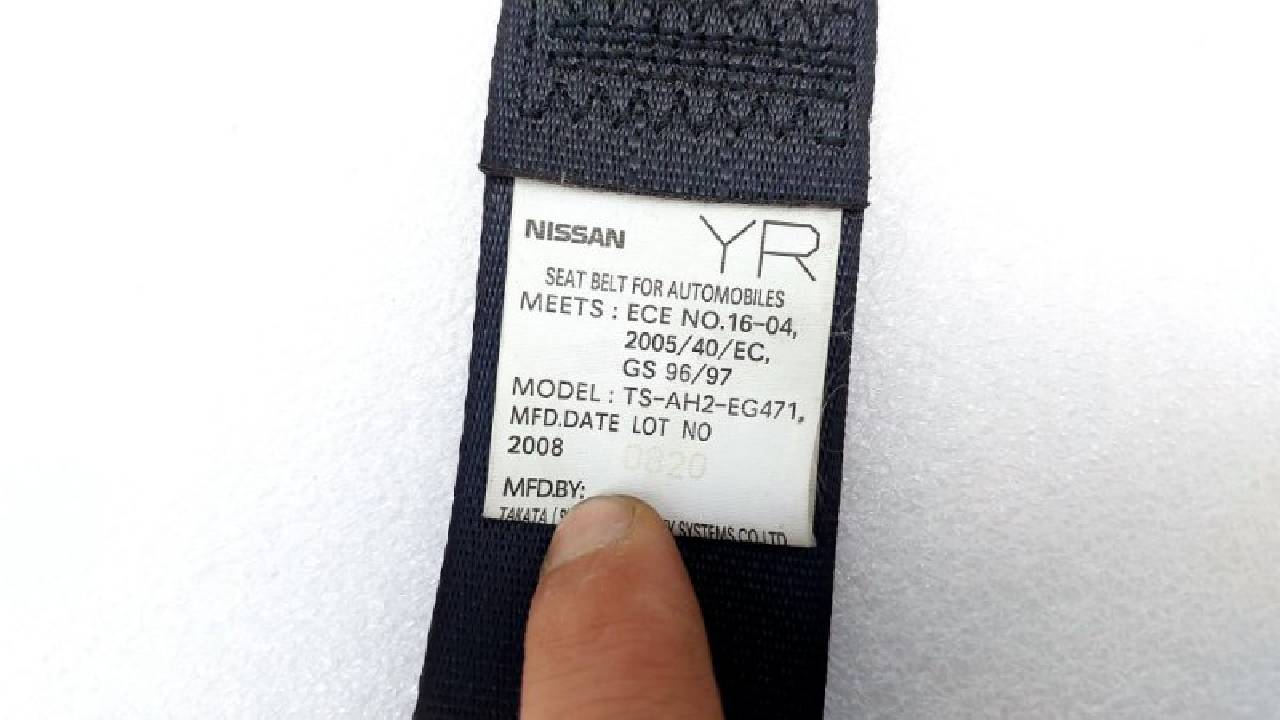 NISSAN YR
SEAT BELT FOR AUTOMOBILES
MEETS : ECE NO.16-04,
2005/40/EC,
GS 96/97
MODEL : TS-AH2-EG471,
MFD.DATE LOT NO
2008 0820
MFD.BY:
TAKATA ( SYSTEMS CO.LTD